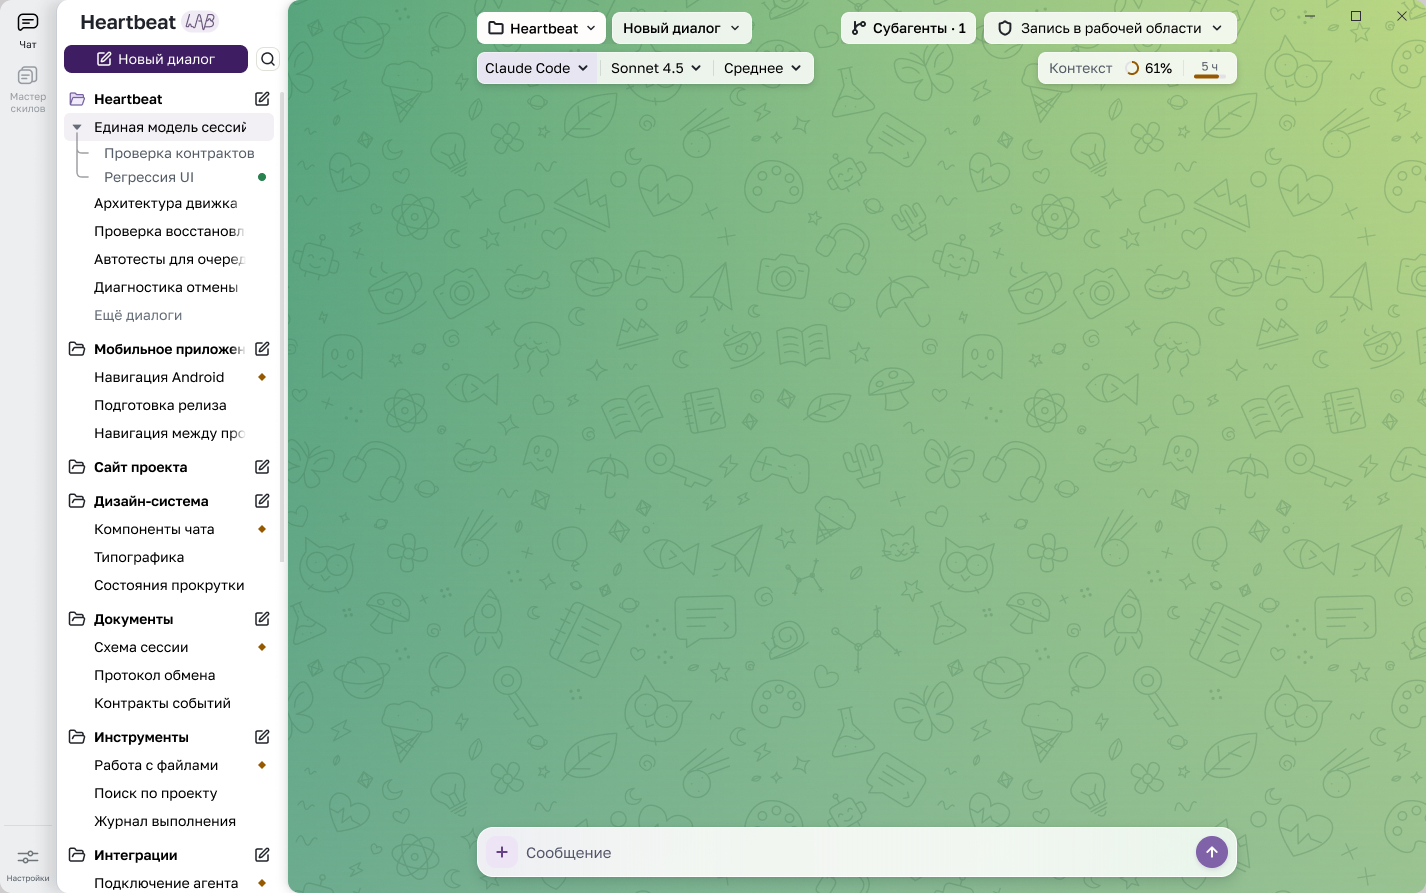 Чат
Мастер
скилов
Настройки
Heartbeat LAB
Новый диалог
Heartbeat
Единая модель сессий
Проверка контрактов
Регрессия UI
Архитектура движка
Проверка восстановл
Автотесты для очеред
Диагностика отмены
Ещё диалоги
Мобильное приложен
Навигация Android
Подготовка релиза
Навигация между про
Сайт проекта
Дизайн-система
Компоненты чата
Типографика
Состояния прокрутки
Документы
Схема сессии
Протокол обмена
Контракты событий
Инструменты
Работа с файлами
Поиск по проекту
Журнал выполнения
Интеграции
Подключение агента
Heartbeat Новый диалог Субагенты · 1 Запись в рабочей области
Claude Code Sonnet 4.5 Среднее Контекст 61% 5 ч
Сообщение